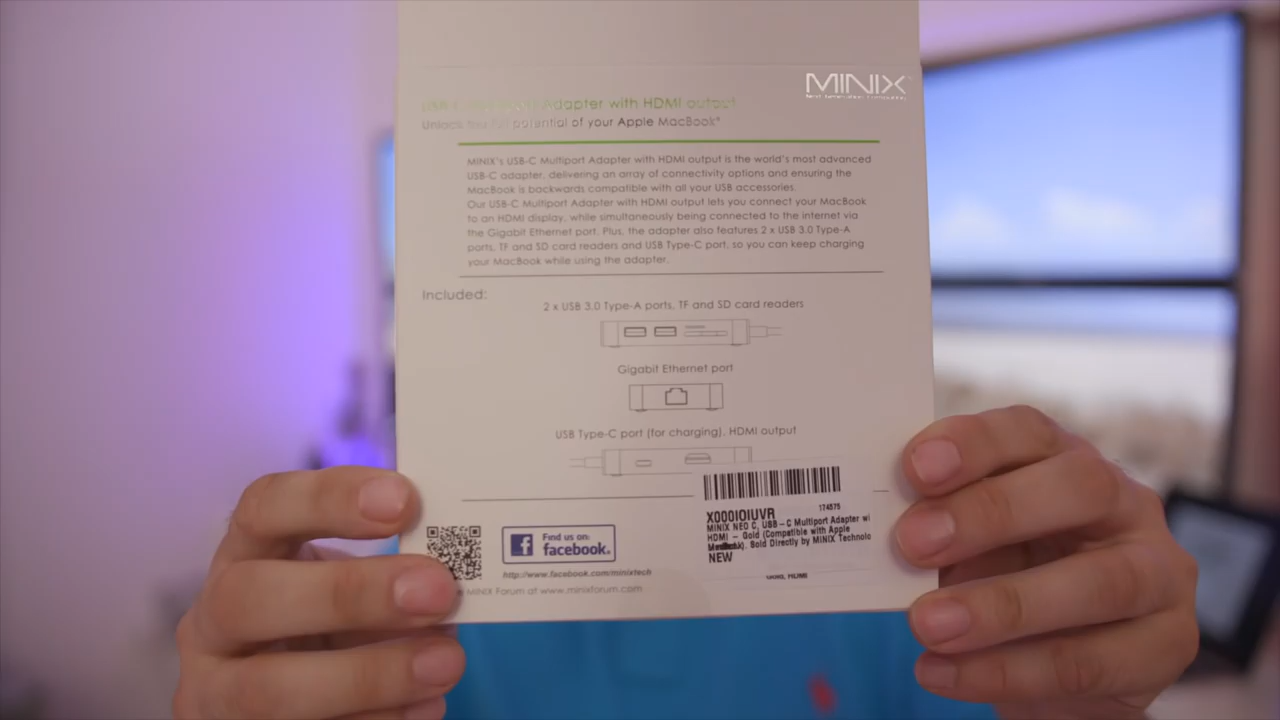 MINIX
Adapter with HDMI output
Unlock potential of your Apple MacBook*
MINIX's USB-C Multiport Adapter with HDMI output is the world's most advanced
USB-C adapter, delivering an array of connectivity options and ensuring the
MacBook is backwards compatible with all your USB accessories.
Our USB-C Multiport Adapter with HDMI output lets you connect your MacBook
to an HDMI display, while simultaneously being connected to the internet via
the Gigabit Ethernet port. Plus, the adapter also features 2 x USB 3.0 Type-A
ports, TF and SD card readers and USB Type-C port, so you can keep charging
your MacBook while using the adapter.
Included:
2 x USB 3.0 Type-A ports, TF and SD card readers
Gigabit Ethernet port
USB Type-C port (for charging), HDMI output
X000IOIUVR 174575
MINIX NEO C, USB-C Multiport Adapter wi
HDMI - Gold (Compatible with Apple
Sold Directly by MINIX Technolo
NEW
Find us on:
facebook.
http://www.facebook.com/minixtech
MINIX Forum at www.minixforum.com